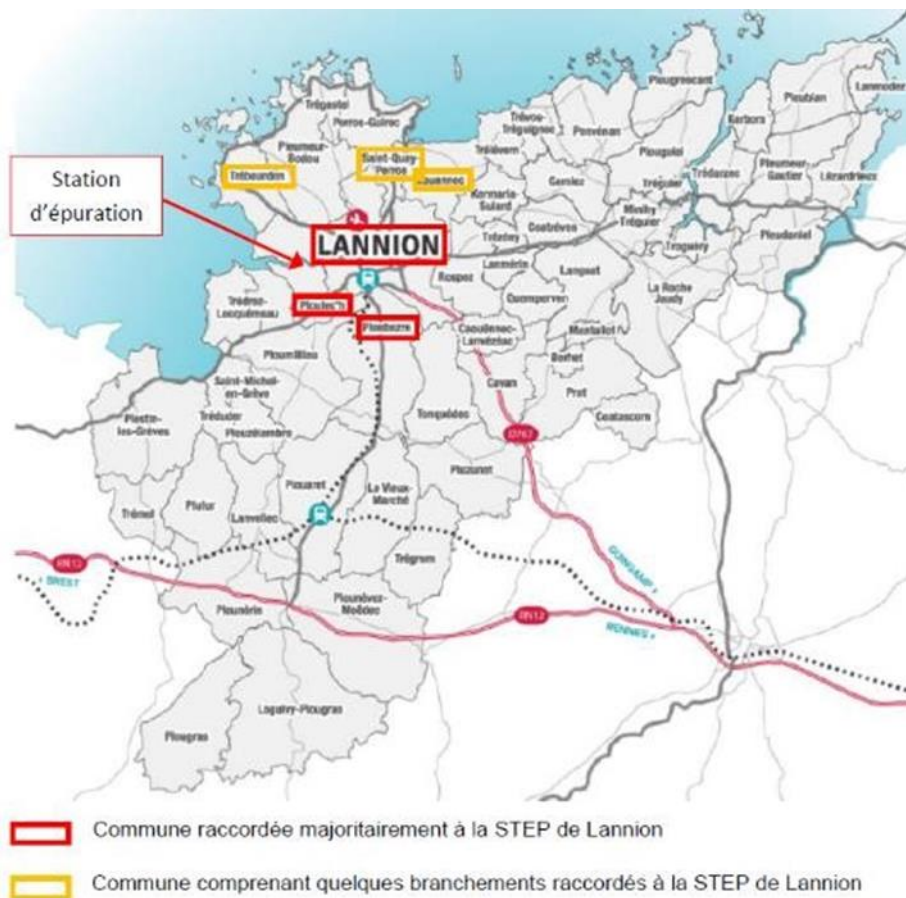 Lanmodez
Plougrescant
Pleubian
Trégastel
Perros-Guirec
Kerbors
Trévou-
Tréguignec
Penvénan
Pleumeur-
Bodou
Saint-Quay-
Perros
Trélévern
Plouguiel
Pleumeur-
Gautier
Station
d'épuration
Trébeurden
Louannec
Camlez
Trédarzec
Lézardrieux
Kermaria-
Sulard
Tréguier
Minihy
Tréguier
Coatréven
Trézény
Pleudaniel
LANNION
Troguéry
Lanmérin
Langoat
Rospez
La Roche
Jaudy
Quemperven
Trédrez-
Locquémeau
Ploulec'h
Ploubezre
Caouënnec-
Lanvézéac
Mantallot
Ploumilliau
Berhet
Saint-Michel-
en-Grève
Cavan
Prat
Plestin-
les-Grèves
Tréduder
Tonquédec
Coatascorn
Plouzélambre
D767
Pluzunet
Plouaret
Le Vieux-
Marché
Trémel
Plufur
Lanvellec
Trégrom
RN12
‹ BREST
GUINGAMP ›
Plounérin
Plounévez-
Moëdec
RN12
RENNES ›
Loguivy-Plougras
Plougras
Commune raccordée majoritairement à la STEP de Lannion
Commune comprenant quelques branchements raccordés à la STEP de Lannion